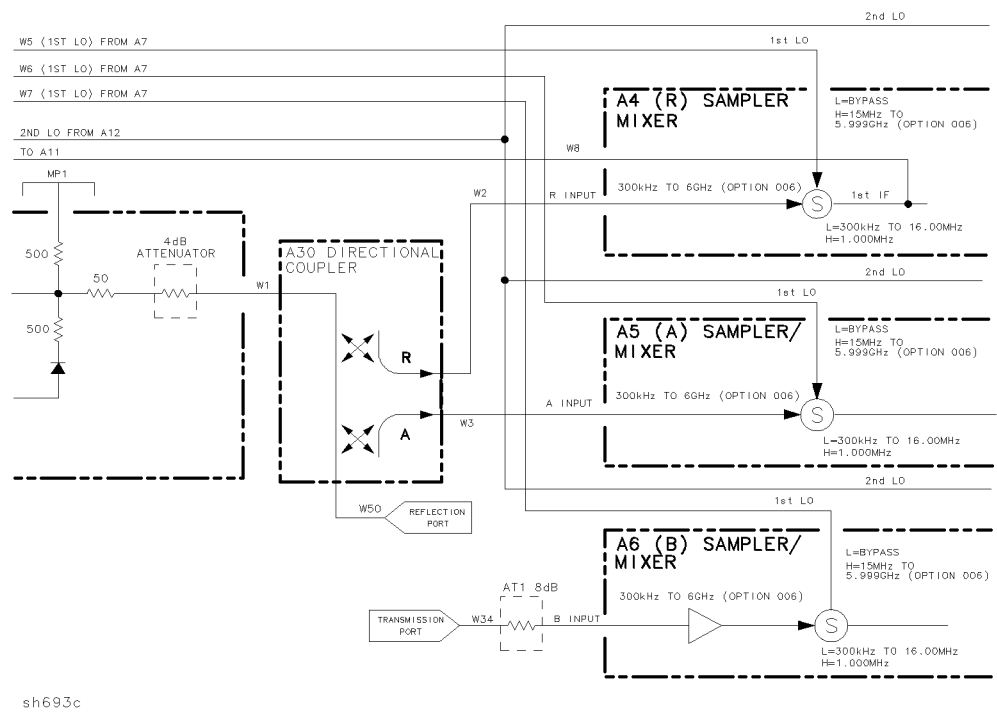 2nd LO
W5 (1ST LO) FROM A7
1st LO
W6 (1ST LO) FROM A7
W7 (1ST LO) FROM A7
A4 (R) SAMPLER
MIXER
L=BYPASS
H=15MHz TO
5.999GHz (OPTION 006)
2ND LO FROM A12
TO A11
W8
MP1
W2
R INPUT
300kHz TO 6GHz (OPTION 006)
S
1st IF
L=300kHz TO 16.00MHz
H=1.000MHz
500
4dB
ATTENUATOR
A30 DIRECTIONAL
COUPLER
2nd LO
50
W1
1st LO
500
A5 (A) SAMPLER/
MIXER
L=BYPASS
H=15MHz TO
5.999GHz (OPTION 006)
R
300kHz TO 6GHz (OPTION 006)
A INPUT
W3
S
A
L=300kHz TO 16.00MHz
H=1.000MHz
2nd LO
1st LO
W50
REFLECTION
PORT
A6 (B) SAMPLER/
MIXER
L=BYPASS
H=15MHz TO
5.999GHz (OPTION 006)
AT1 8dB
300kHz TO 6GHz (OPTION 006)
TRANSMISSION
PORT
W34
B INPUT
S
L=300kHz TO 16.00MHz
H=1.000MHz
sh693c